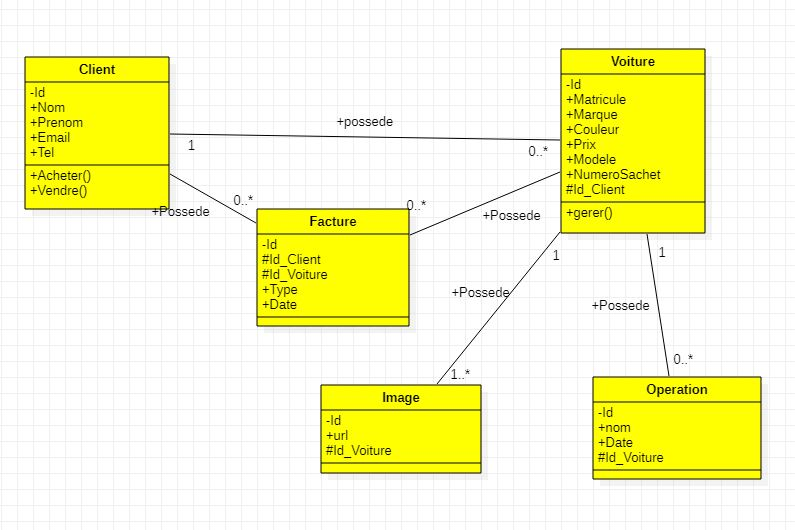 Client
-Id
+Nom
+Prenom
+Email
+Tel
+Acheter()
+Vendre()
Voiture
-Id
+Matricule
+Marque
+Couleur
+Prix
+Modele
+NumeroSachet
#Id_Client
+gerer()
+possede
1
0..*
+Possede
0..*
0..*
+Possede
Facture
-Id
#Id_Client
#Id_Voiture
+Type
+Date
1
+Possede
1..*
1
+Possede
0..*
Image
-Id
+url
#Id_Voiture
Operation
-Id
+nom
+Date
#Id_Voiture